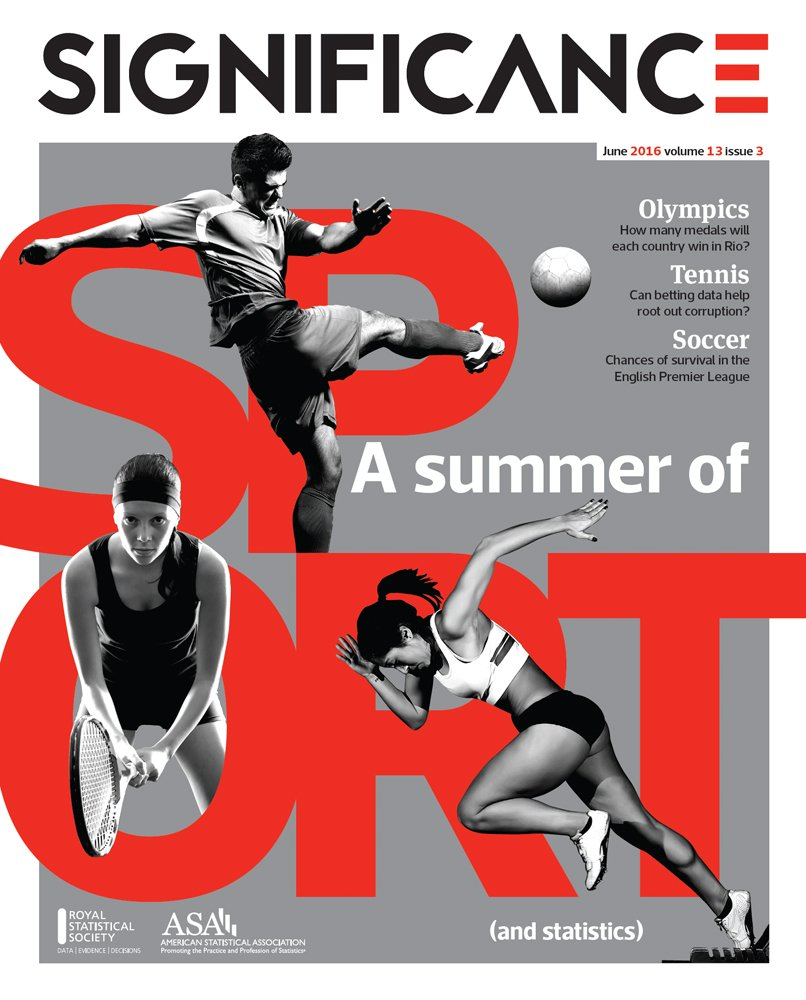 SIGNIFICANCE
June 2016 volume 13 issue 3
Olympics
How many medals will
each country win in Rio?
Tennis
Can betting data help
root out corruption?
Soccer
Chances of survival in the
English Premier League
A summer of
SP
ORT
(and statistics)
ROYAL
STATISTICAL
SOCIETY
DATA | EVIDENCE | DECISIONS
ASA
AMERICAN STATISTICAL ASSOCIATION
Promoting the Practice and Profession of Statistics®